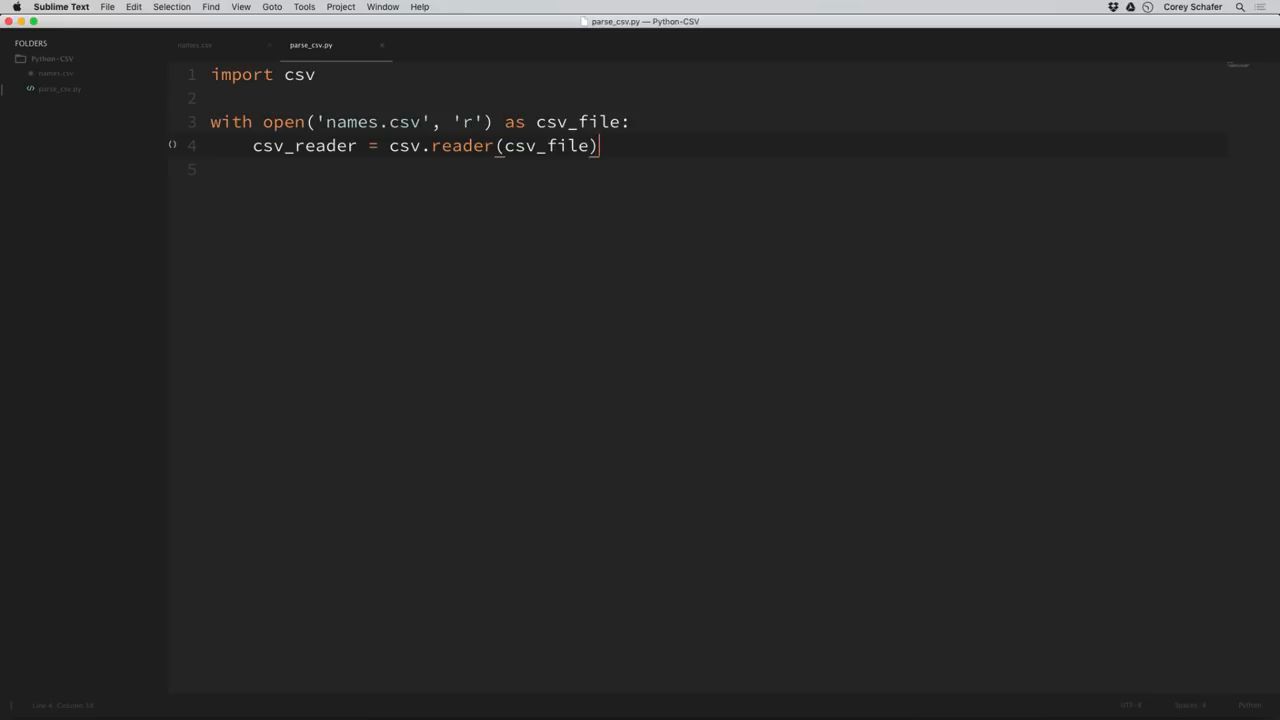 Sublime Text File Edit Selection Find View Goto Tools Project Window Help Corey Schafer
parse_csv.py — Python-CSV
FOLDERS
Python-CSV
names.csv
parse_csv.py
names.csv parse_csv.py
1 import csv
2
3 with open('names.csv', 'r') as csv_file:
4 csv_reader = csv.reader(csv_file)
5
Line 4, Column 38 UTF-8 Spaces: 4 Python